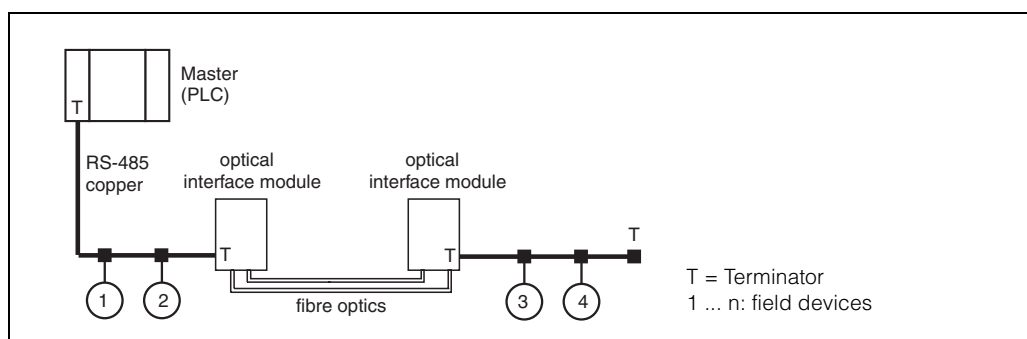 Master
(PLC)
T
RS-485
copper
optical
interface module
optical
interface module
T
T
T
1
2
3
4
fibre optics
T = Terminator
1 ... n: field devices